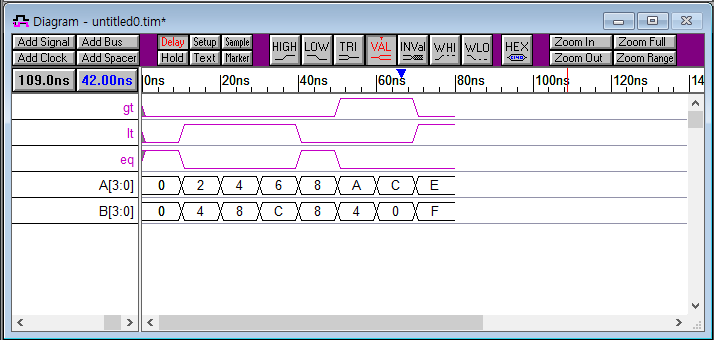 Diagram - untitled0.tim*
Add Signal Add Bus Delay Setup Sample HIGH LOW TRI VAL INVal WHI WLO HEX Zoom In Zoom Full
Add Clock Add Spacer Hold Text Marker Zoom Out Zoom Range
109.0ns 42.00ns 0ns 20ns 40ns 60ns 80ns 100ns 120ns 14
gt
lt
eq
A[3:0] 0 2 4 6 8 A C E
B[3:0] 0 4 8 C 8 4 0 F